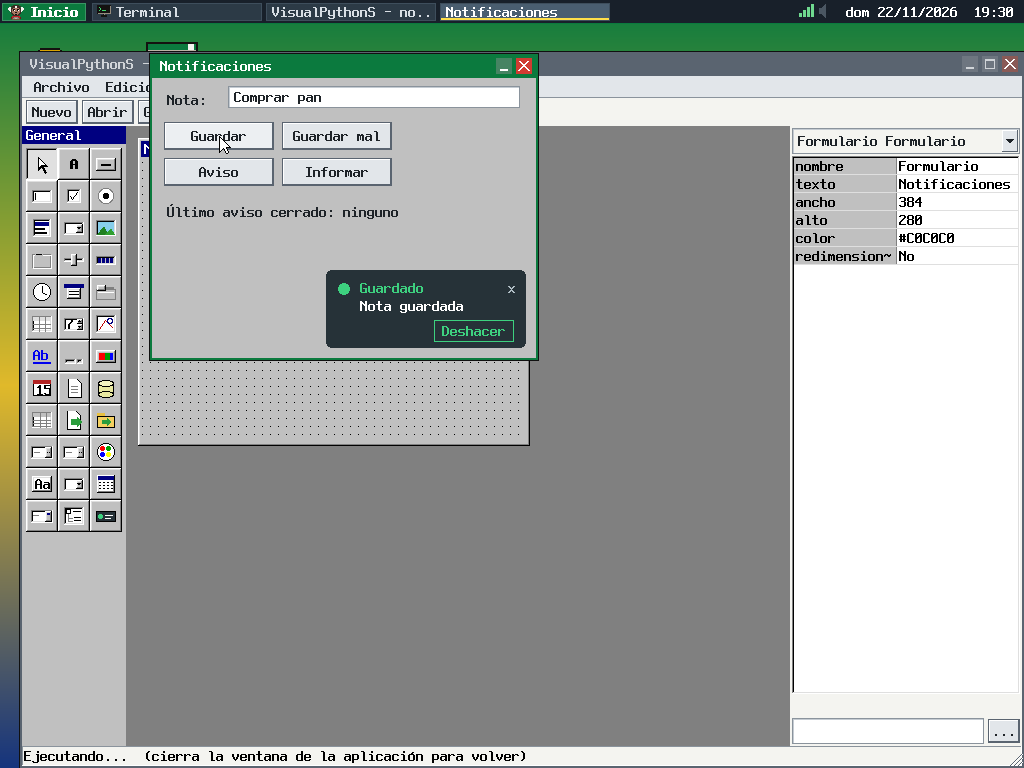 Inicio
Terminal
VisualPythonS - no..
Notificaciones
dom 22/11/2026 19:30
VisualPythonS -
Notificaciones
Archivo
Nuevo
Abrir
Nota:
Comprar pan
Guardar
Guardar mal
Aviso
Informar
Último aviso cerrado: ninguno
Guardado
x
Nota guardada
Deshacer
General
A
Ab
15
Aa
Formulario Formulario
nombre Formulario
texto Notificaciones
ancho 384
alto 280
color #C0C0C0
redimension~ No
...
Ejecutando... (cierra la ventana de la aplicación para volver)